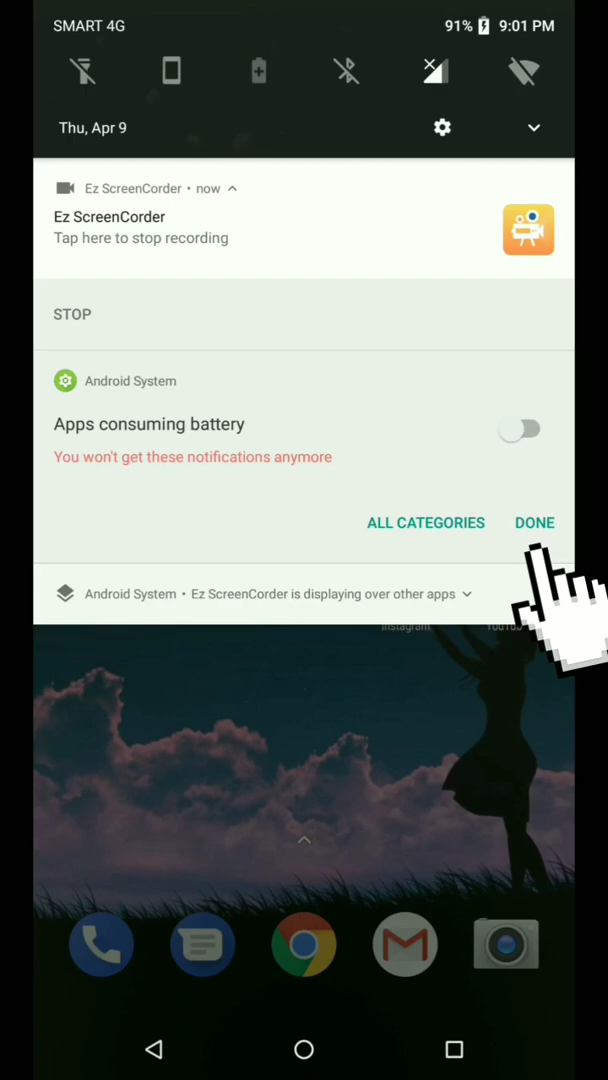 SMART 4G 91% 9:01 PM
Thu, Apr 9
Ez ScreenCorder • now
Ez ScreenCorder
Tap here to stop recording
STOP
Android System
Apps consuming battery
You won't get these notifications anymore
ALL CATEGORIES DONE
Android System • Ez ScreenCorder is displaying over other apps
Instagram